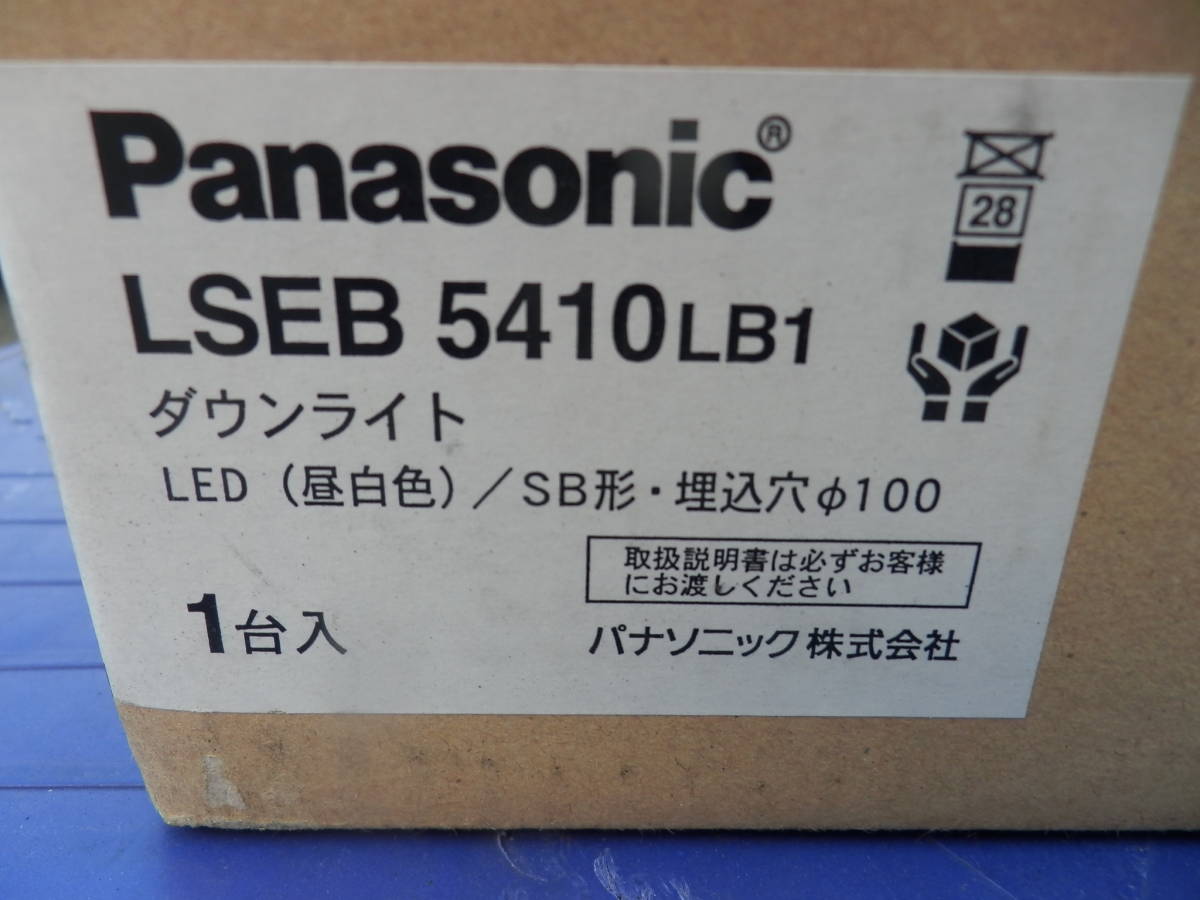 Panasonic®
28
LSEB 5410LB1
ダウンライト
LED（昼白色）／SB形・埋込穴φ100
取扱説明書は必ずお客様
にお渡しください
1台入
パナソニック株式会社